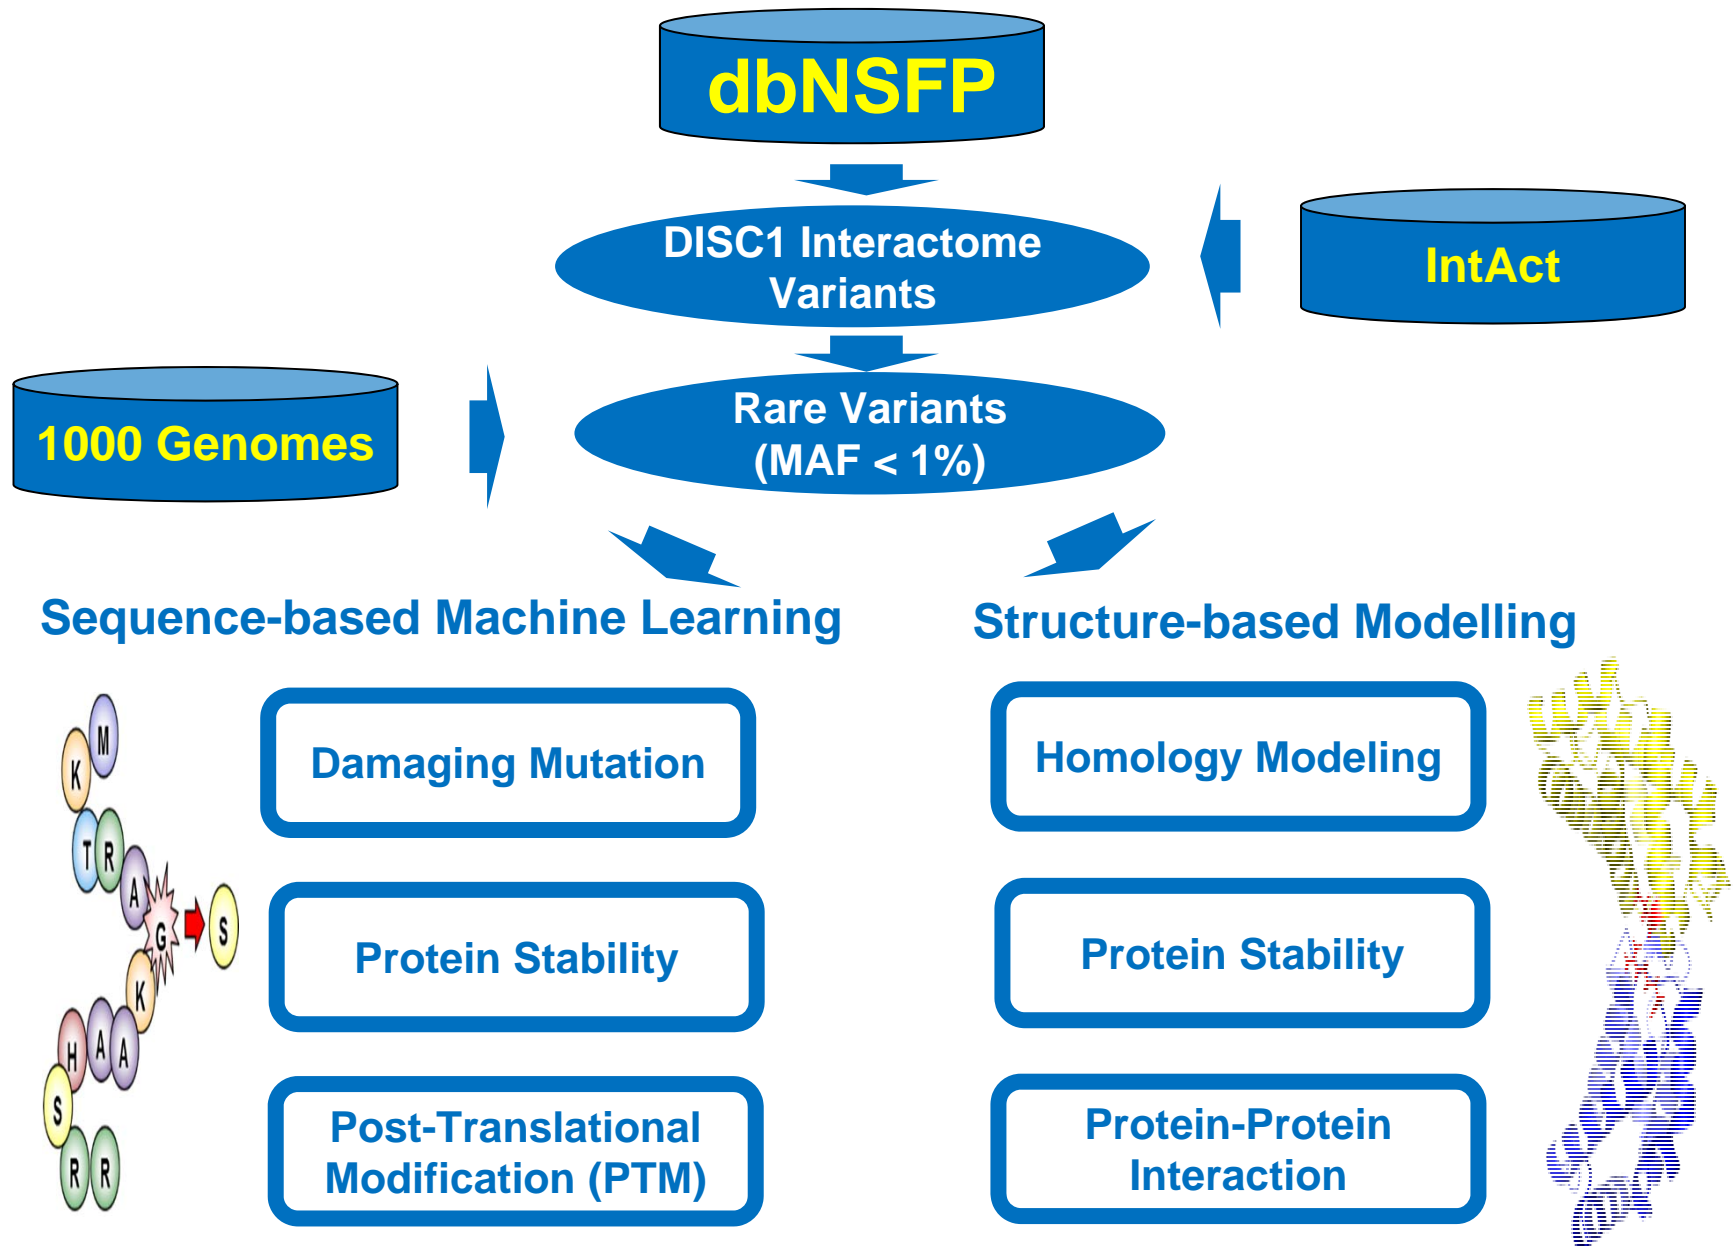 dbNSFP
DISC1 Interactome
Variants
IntAct
1000 Genomes
Rare Variants
(MAF < 1%)
Sequence-based Machine Learning
Structure-based Modelling
M
K
T R
A
G
S
K
H A A
S
R R
Damaging Mutation
Protein Stability
Post-Translational
Modification (PTM)
Homology Modeling
Protein Stability
Protein-Protein
Interaction